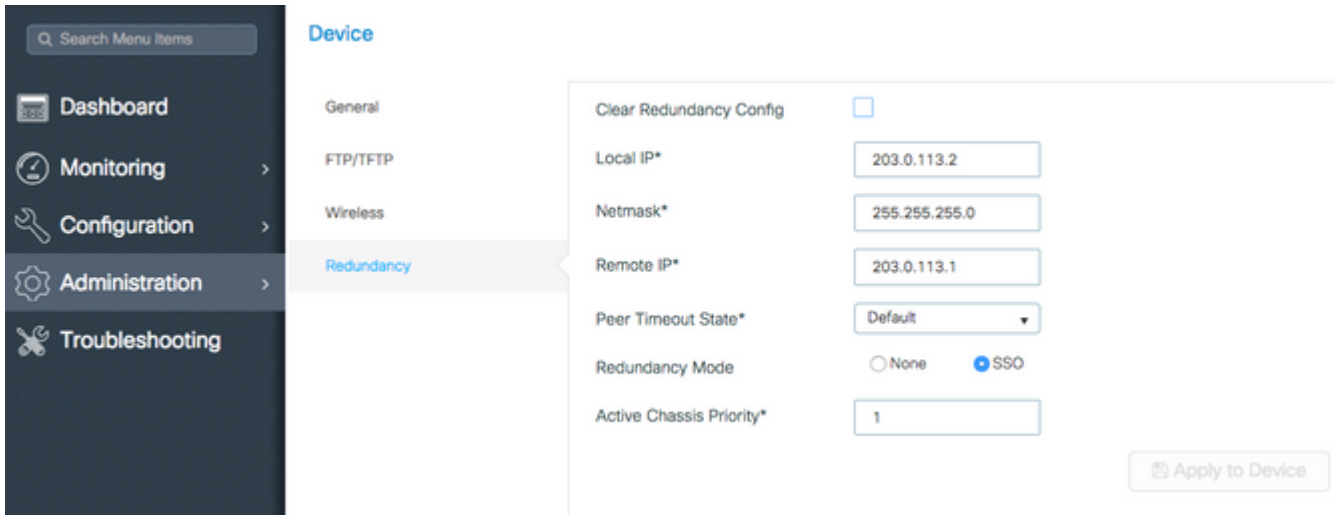 Search Menu Items
Dashboard
Monitoring
Configuration
Administration
Troubleshooting
Device
General
FTP/TFTP
Wireless
Redundancy
Clear Redundancy Config
Local IP* 203.0.113.2
Netmask* 255.255.255.0
Remote IP* 203.0.113.1
Peer Timeout State* Default
Redundancy Mode None SSO
Active Chassis Priority* 1
Apply to Device